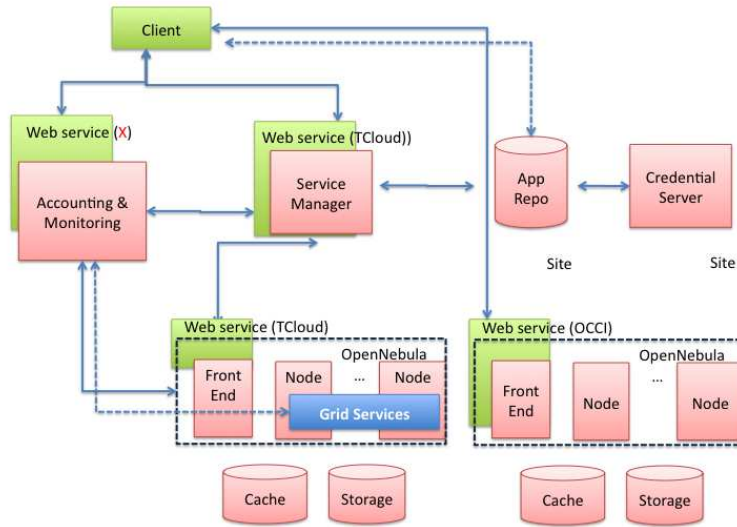 Client
Web service (X)
Accounting &
Monitoring
Web service (TCloud))
Service
Manager
App
Repo
Credential
Server
Site
Site
Web service (TCloud)
OpenNebula
Front
End
Node
...
Node
Grid Services
Cache
Storage
Web service (OCCI)
OpenNebula
Front
End
Node
...
Node
Cache
Storage